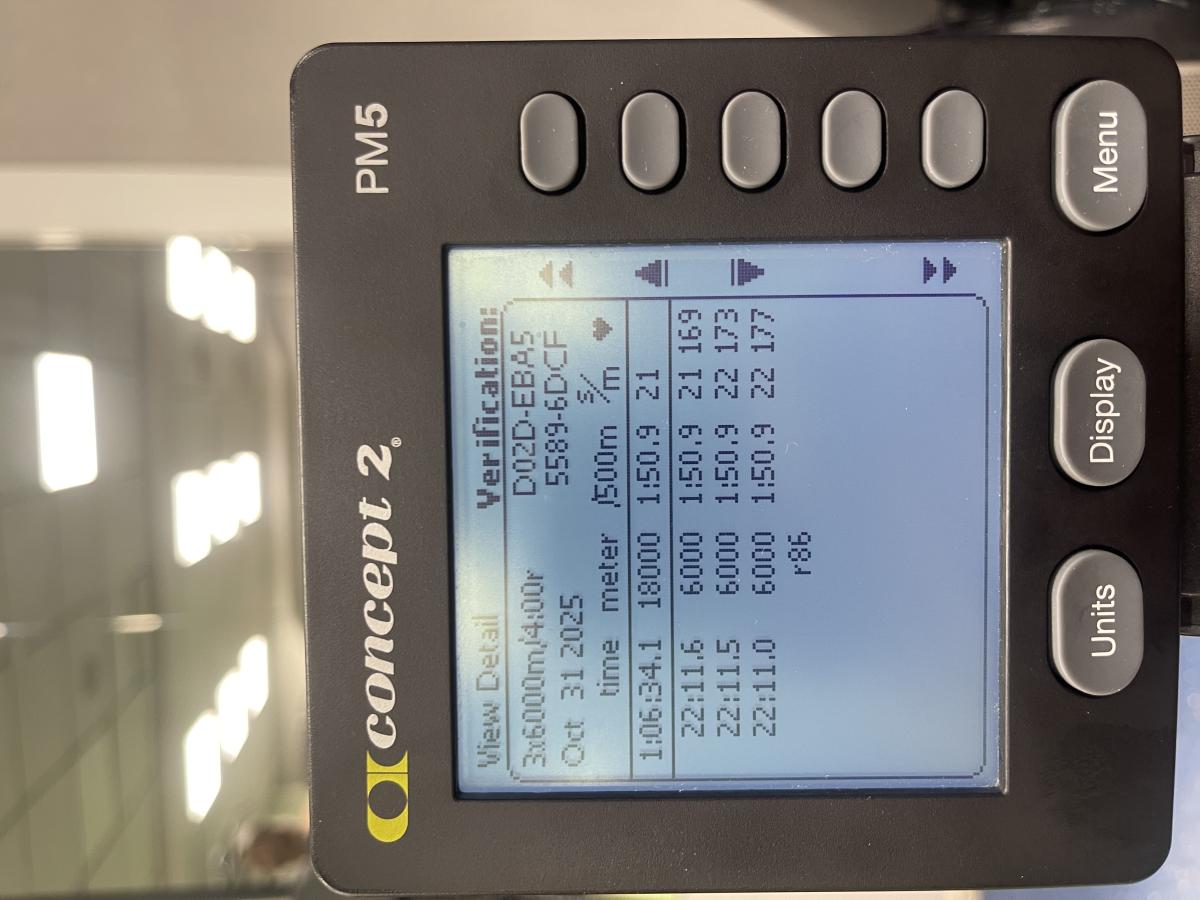 concept 2® PM5
View Detail Verification:
3x6000m/4:00r D02D-EBA5
Oct 31 2025 5589-6DCF
time meter /500m s/m ♥
1:06:34.1 18000 1:50.9 21
22:11.6 6000 1:50.9 21 169
22:11.5 6000 1:50.9 22 173
22:11.0 6000 1:50.9 22 177
r86
Units Display Menu